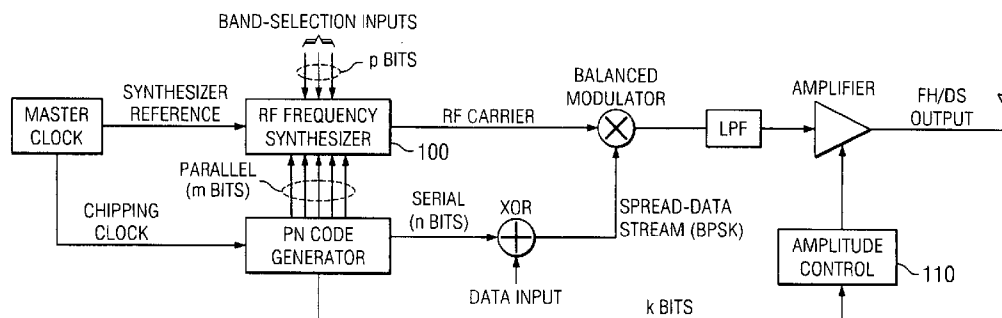 BAND-SELECTION INPUTS
p BITS
MASTER
CLOCK
SYNTHESIZER
REFERENCE
RF FREQUENCY
SYNTHESIZER
100
RF CARRIER
BALANCED
MODULATOR
LPF
AMPLIFIER
FH/DS
OUTPUT
PARALLEL
(m BITS)
CHIPPING
CLOCK
PN CODE
GENERATOR
SERIAL
(n BITS)
XOR
SPREAD-DATA
STREAM (BPSK)
DATA INPUT
AMPLITUDE
CONTROL
110
k BITS